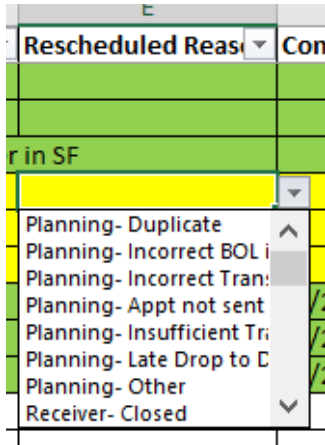 E
Rescheduled Reas
Con
r in SF
Planning- Duplicate
Planning- Incorrect BOL i
Planning- Incorrect Trans
Planning- Appt not sent
Planning- Insufficient Tra
Planning- Late Drop to D
Planning- Other
Receiver- Closed